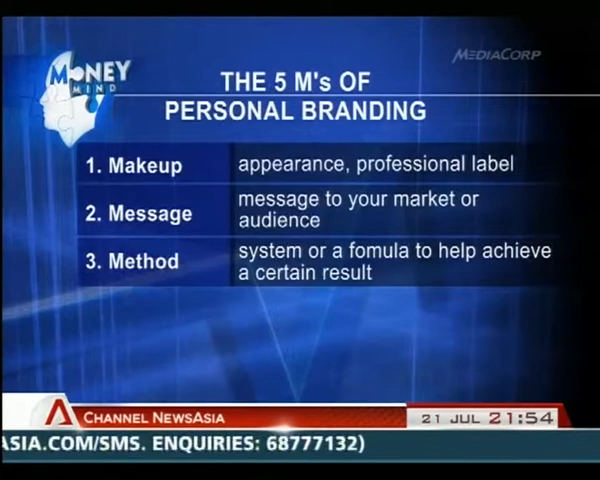 MONEY
MIND
MEDIACORP
THE 5 M's OF
PERSONAL BRANDING
1. Makeup
appearance, professional label
2. Message
message to your market or
audience
3. Method
system or a fomula to help achieve
a certain result
CHANNEL NEWSASIA
21 JUL 21:54
ASIA.COM/SMS. ENQUIRIES: 68777132)